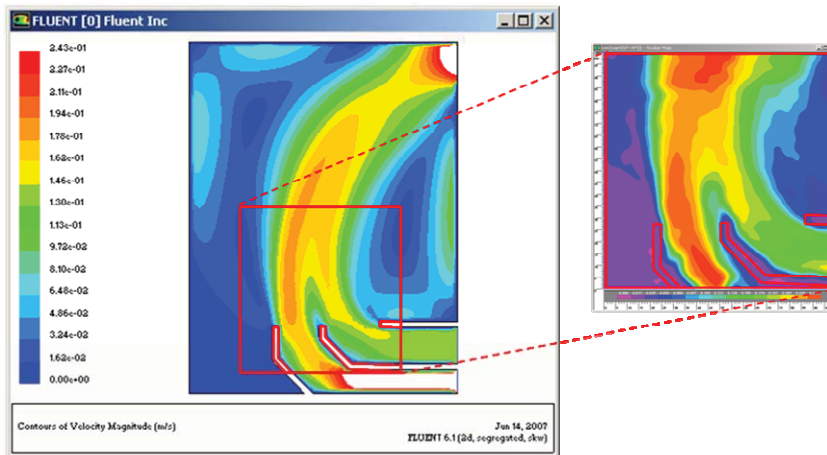 FLUENT [0] Fluent Inc
2.43e-01
2.27e-01
2.11e-01
1.94e-01
1.78e-01
1.62e-01
1.46e-01
1.30e-01
1.13e-01
9.72e-02
8.10e-02
6.48e-02
4.86e-02
3.24e-02
1.62e-02
0.00e+00
Contours of Velocity Magnitude (m/s)
Jun 14, 2007
FLUENT 6.1 (2d, segregated, skw)